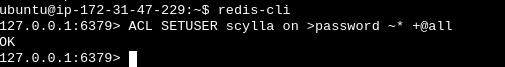 ubuntu@ip-172-31-47-229:~$ redis-cli
127.0.0.1:6379> ACL SETUSER scylla on >password ~* +@all
OK
127.0.0.1:6379>